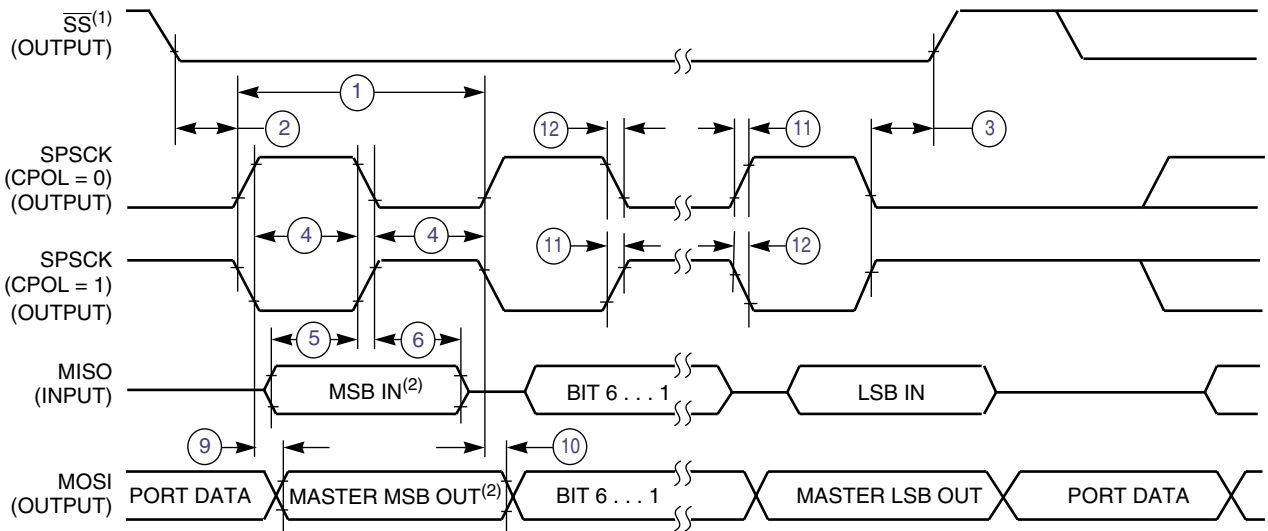 SS(1)
(OUTPUT)
1
2
12
11
3
SPSCK
(CPOL = 0)
(OUTPUT)
4
4
11
12
SPSCK
(CPOL = 1)
(OUTPUT)
5
6
MISO
(INPUT)
MSB IN(2)
BIT 6 . . . 1
LSB IN
9
10
MOSI
(OUTPUT)
PORT DATA
MASTER MSB OUT(2)
BIT 6 . . . 1
MASTER LSB OUT
PORT DATA